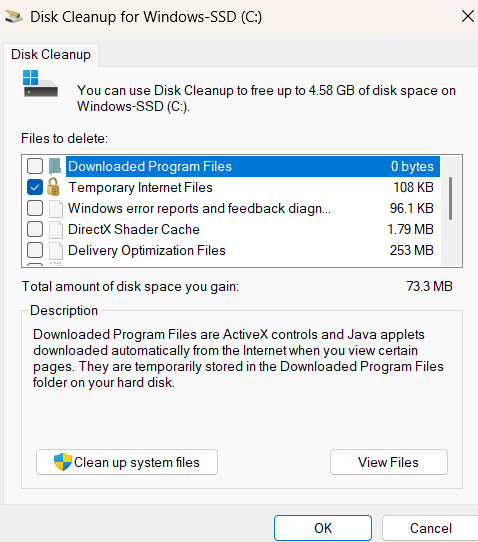 Disk Cleanup for Windows-SSD (C:)
Disk Cleanup
You can use Disk Cleanup to free up to 4.58 GB of disk space on
Windows-SSD (C:).
Files to delete:
Downloaded Program Files 0 bytes
Temporary Internet Files 108 KB
Windows error reports and feedback diagn... 96.1 KB
DirectX Shader Cache 1.79 MB
Delivery Optimization Files 253 MB
Total amount of disk space you gain: 73.3 MB
Description
Downloaded Program Files are ActiveX controls and Java applets
downloaded automatically from the Internet when you view certain
pages. They are temporarily stored in the Downloaded Program Files
folder on your hard disk.
Clean up system files View Files
OK Cancel